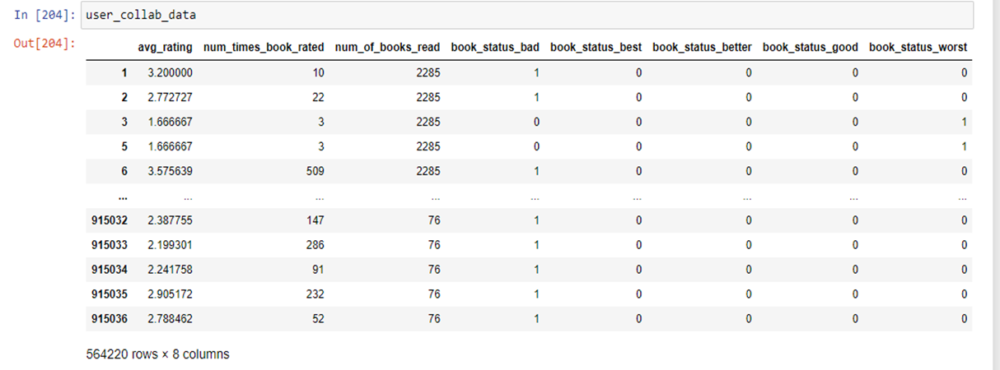 In [204]: user_collab_data
Out[204]:
avg_rating num_times_book_rated num_of_books_read book_status_bad book_status_best book_status_better book_status_good book_status_worst
1 3.200000 10 2285 1 0 0 0 0
2 2.772727 22 2285 1 0 0 0 0
3 1.666667 3 2285 0 0 0 0 1
5 1.666667 3 2285 0 0 0 0 1
6 3.575639 509 2285 1 0 0 0 0
... ... ... ... ... ... ... ... ...
915032 2.387755 147 76 1 0 0 0 0
915033 2.199301 286 76 1 0 0 0 0
915034 2.241758 91 76 1 0 0 0 0
915035 2.905172 232 76 1 0 0 0 0
915036 2.788462 52 76 1 0 0 0 0
564220 rows × 8 columns